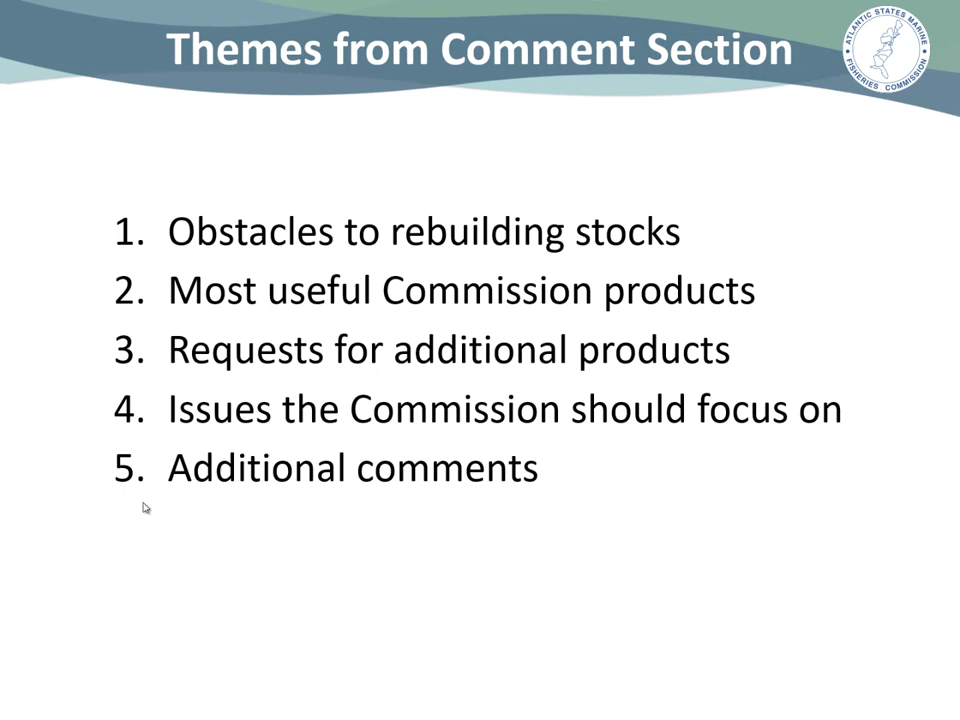 Themes from Comment Section
ATLANTIC STATES MARINE
FISHERIES COMMISSION
1. Obstacles to rebuilding stocks
2. Most useful Commission products
3. Requests for additional products
4. Issues the Commission should focus on
5. Additional comments